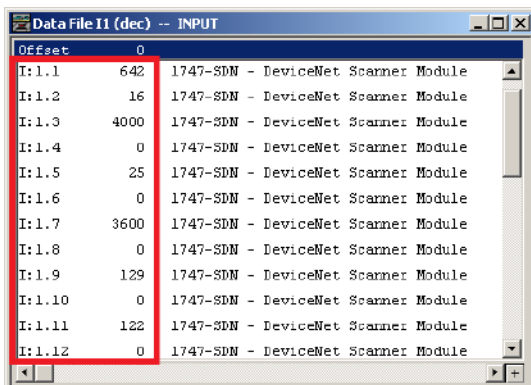 Data File I1 (dec) -- INPUT
Offset 0
I:1.1 642 1747-SDN - DeviceNet Scanner Module
I:1.2 16 1747-SDN - DeviceNet Scanner Module
I:1.3 4000 1747-SDN - DeviceNet Scanner Module
I:1.4 0 1747-SDN - DeviceNet Scanner Module
I:1.5 25 1747-SDN - DeviceNet Scanner Module
I:1.6 0 1747-SDN - DeviceNet Scanner Module
I:1.7 3600 1747-SDN - DeviceNet Scanner Module
I:1.8 0 1747-SDN - DeviceNet Scanner Module
I:1.9 129 1747-SDN - DeviceNet Scanner Module
I:1.10 0 1747-SDN - DeviceNet Scanner Module
I:1.11 122 1747-SDN - DeviceNet Scanner Module
I:1.12 0 1747-SDN - DeviceNet Scanner Module